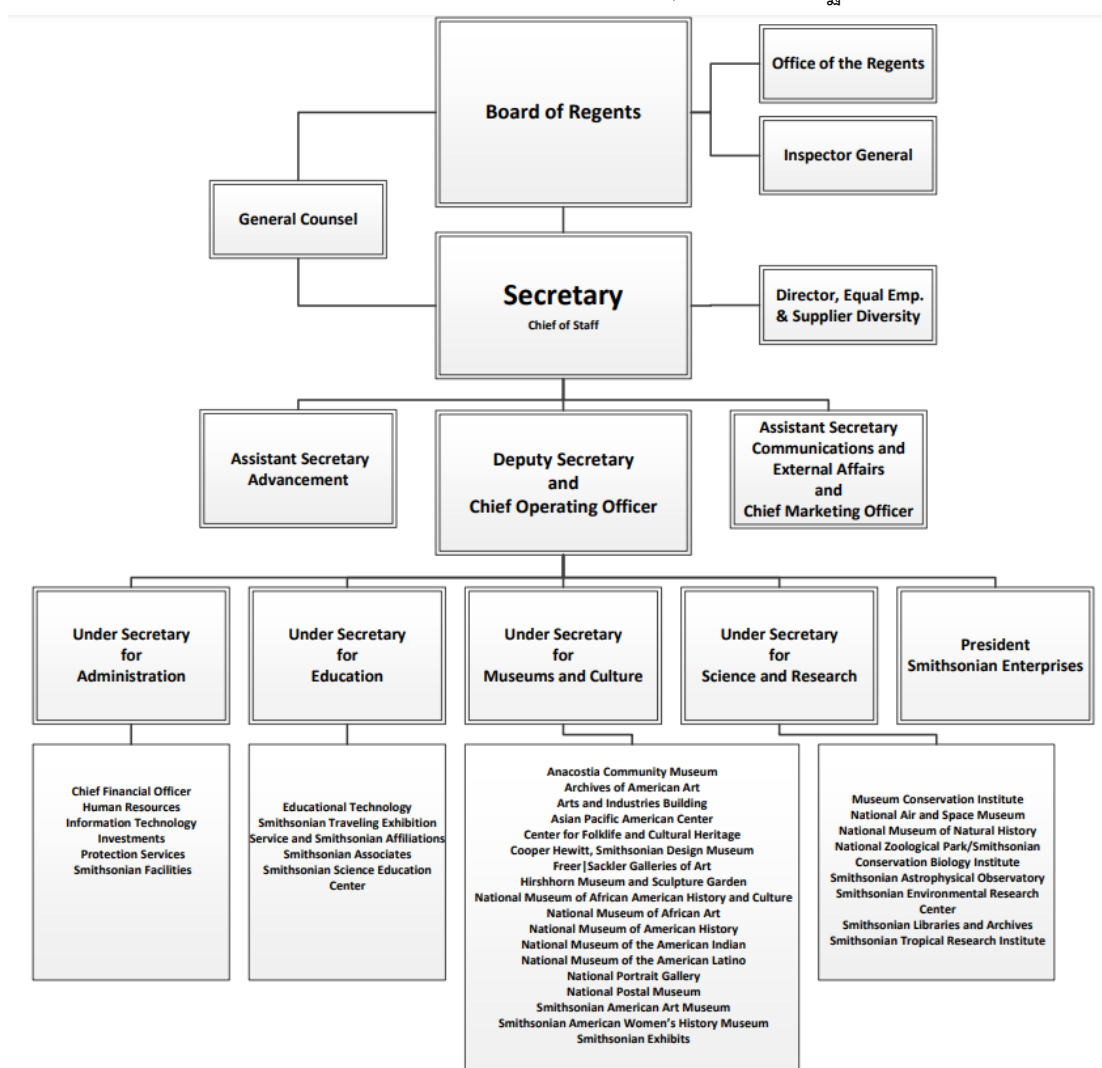 Board of Regents
Office of the Regents
Inspector General
General Counsel
Secretary
Chief of Staff
Director, Equal Emp.
& Supplier Diversity
Assistant Secretary
Advancement
Deputy Secretary
and
Chief Operating Officer
Assistant Secretary
Communications and
External Affairs
and
Chief Marketing Officer
Under Secretary
for
Administration
Under Secretary
for
Education
Under Secretary
for
Museums and Culture
Under Secretary
for
Science and Research
President
Smithsonian Enterprises
Chief Financial Officer
Human Resources
Information Technology
Investments
Protection Services
Smithsonian Facilities
Educational Technology
Smithsonian Traveling Exhibition
Service and Smithsonian Affiliations
Smithsonian Associates
Smithsonian Science Education
Center
Anacostia Community Museum
Archives of American Art
Arts and Industries Building
Asian Pacific American Center
Center for Folklife and Cultural Heritage
Cooper Hewitt, Smithsonian Design Museum
Freer|Sackler Galleries of Art
Hirshhorn Museum and Sculpture Garden
National Museum of African American History and Culture
National Museum of African Art
National Museum of American History
National Museum of the American Indian
National Museum of the American Latino
National Portrait Gallery
National Postal Museum
Smithsonian American Art Museum
Smithsonian American Women's History Museum
Smithsonian Exhibits
Museum Conservation Institute
National Air and Space Museum
National Museum of Natural History
National Zoological Park/Smithsonian
Conservation Biology Institute
Smithsonian Astrophysical Observatory
Smithsonian Environmental Research
Center
Smithsonian Libraries and Archives
Smithsonian Tropical Research Institute